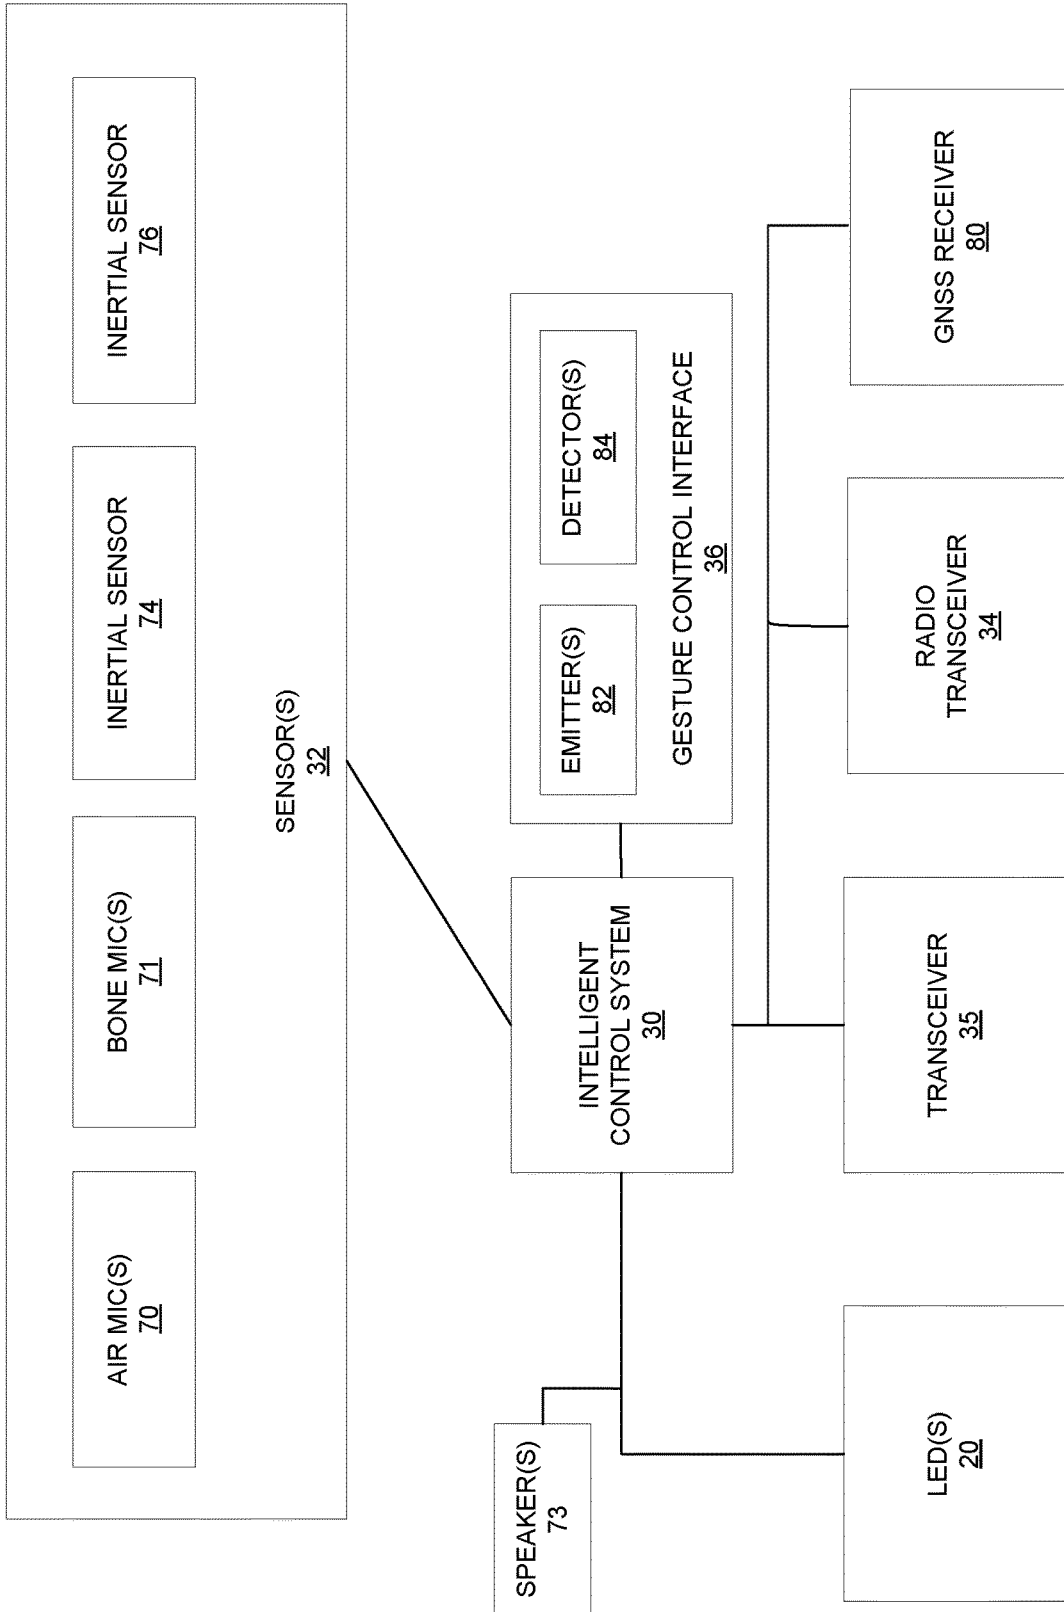 AIR MIC(S)
70
BONE MIC(S)
71
INERTIAL SENSOR
74
INERTIAL SENSOR
76
SENSOR(S)
32
SPEAKER(S)
73
INTELLIGENT
CONTROL SYSTEM
30
EMITTER(S)
82
DETECTOR(S)
84
GESTURE CONTROL INTERFACE
36
LED(S)
20
TRANSCEIVER
35
RADIO
TRANSCEIVER
34
GNSS RECEIVER
80